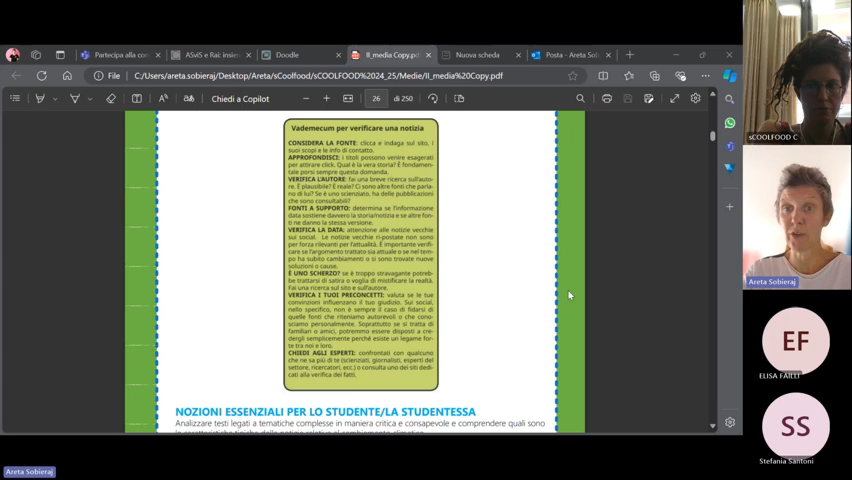 Partecipa alla con
ASviS e Rai: insien
Doodle
II_media Copy.pd
Nuova scheda
Posta - Areta Sob
File
C:/Users/areta.sobieraj/Desktop/Areta/sCoolfood/sCOOLFOOD%2024_25/Medie/II_media%20Copy.pdf
Chiedi a Copilot
26
di 250
Vademecum per verificare una notizia
CONSIDERA LA FONTE: clicca e indaga sul sito, i
suoi scopi e le info di contatto.
APPROFONDISCI: i titoli possono venire esagerati
per attirare click. Qual è la vera storia? È fondamen-
tale porsi sempre questa domanda.
VERIFICA L'AUTORE: fai una breve ricerca sull'auto-
re. È plausibile? È reale? Ci sono altre fonti che parla-
no di lui? Se è uno scienziato, ha delle pubblicazioni
che sono consultabili?
FONTI A SUPPORTO: determina se l'informazione
data sostiene davvero la storia/notizia e se altre fon-
ti ne danno la stessa versione.
VERIFICA LA DATA: attenzione alle notizie vecchie
sui social. Le notizie vecchie ri-postate non sono
per forza rilevanti per l'attualità. È importante verifi-
care se l'argomento trattato sia attuale o se nel tem-
po ha subito cambiamenti o si sono trovate nuove
soluzioni o cause.
È UNO SCHERZO? se è troppo stravagante potreb-
be trattarsi di satira o voglia di mistificare la realtà.
Fai una ricerca sul sito e sull'autore.
VERIFICA I TUOI PRECONCETTI: valuta se le tue
convinzioni influenzano il tuo giudizio. Sui social,
nello specifico, non è sempre il caso di fidarsi di
quelle fonti che riteniamo autorevoli o che cono-
sciamo personalmente. Soprattutto se si tratta di
familiari o amici, potremmo essere disposti a cre-
dergli semplicemente perché esiste un legame for-
te tra noi e loro.
CHIEDI AGLI ESPERTI: confrontati con qualcuno
che ne sa più di te (scienziati, giornalisti, esperti del
settore, ricercatori, ecc.) o consulta uno dei siti dedi-
cati alla verifica dei fatti.
NOZIONI ESSENZIALI PER LO STUDENTE/LA STUDENTESSA
Analizzare testi legati a tematiche complesse in maniera critica e consapevole e comprendere quali sono
sCOOLFOOD C
Areta Sobieraj
EF
ELISA FAILLI
SS
Stefania Santoni
Areta Sobieraj